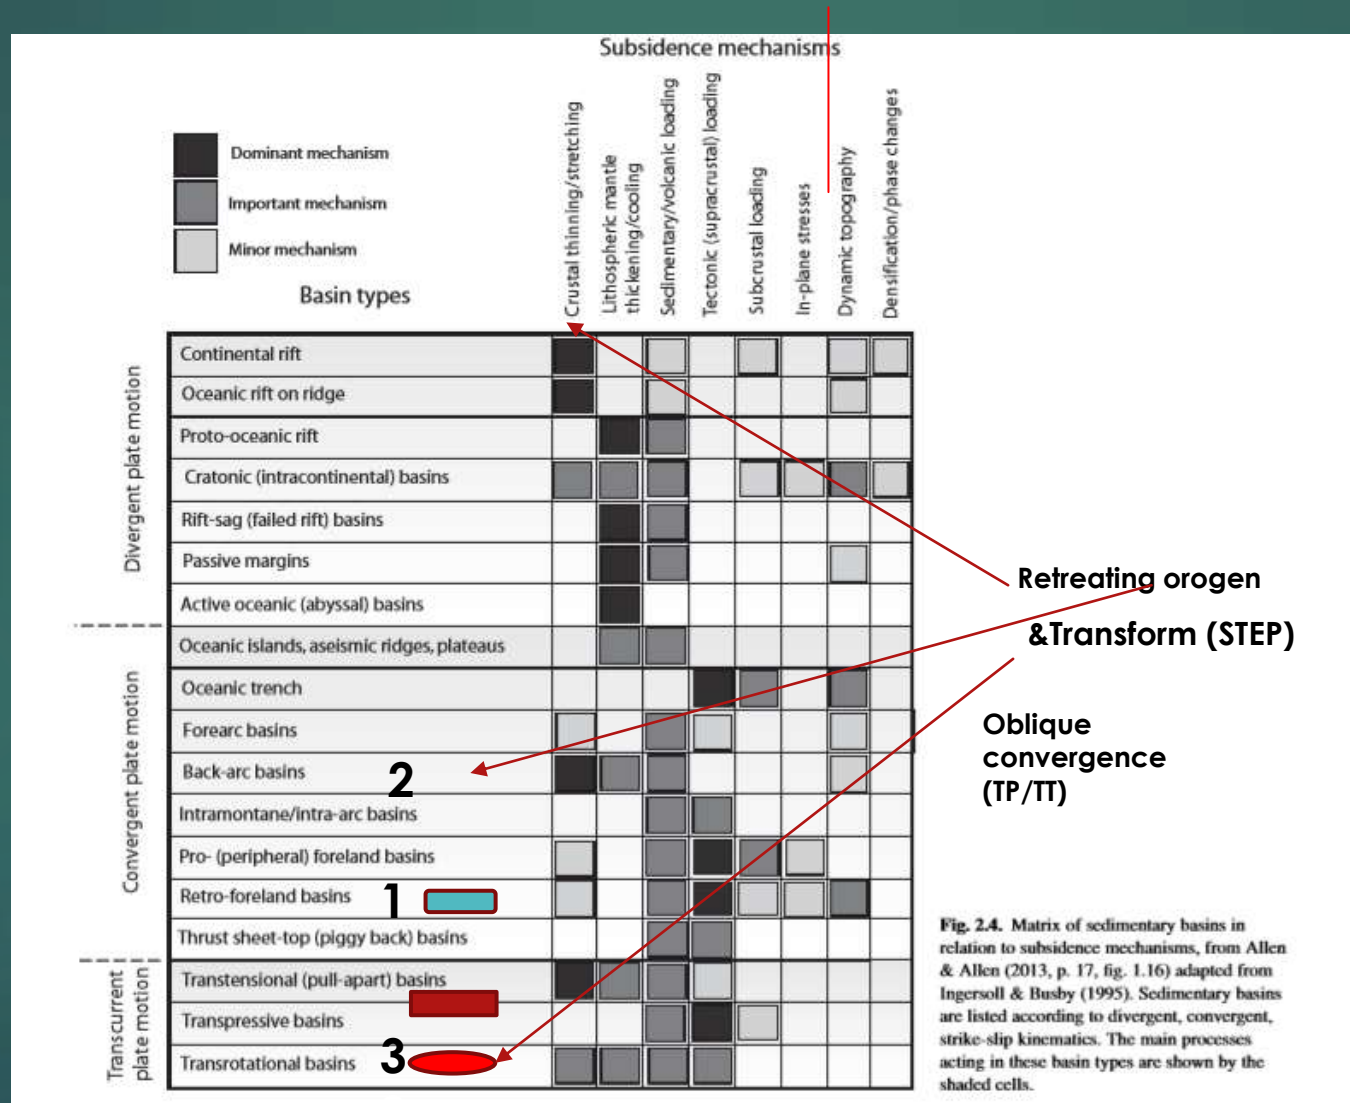 Subsidence mechanisms
Dominant mechanism
Important mechanism
Minor mechanism
Basin types
Crustal thinning/stretching
Lithospheric mantle
thickening/cooling
Sedimentary/volcanic loading
Tectonic (supracrustal) loading
Subcrustal loading
In-plane stresses
Dynamic topography
Densification/phase changes
Divergent plate motion
Continental rift
Oceanic rift on ridge
Proto-oceanic rift
Cratonic (intracontinental) basins
Rift-sag (failed rift) basins
Passive margins
Active oceanic (abyssal) basins
Convergent plate motion
Oceanic islands, aseismic ridges, plateaus
Oceanic trench
Forearc basins
Back-arc basins
2
Intramontane/intra-arc basins
Pro- (peripheral) foreland basins
Retro-foreland basins
1
Thrust sheet-top (piggy back) basins
Transcurrent
plate motion
Transtensional (pull-apart) basins
Transpressive basins
Transrotational basins
3
Retreating orogen
&Transform (STEP)
Oblique
convergence
(TP/TT)
Fig. 2.4. Matrix of sedimentary basins in
relation to subsidence mechanisms, from Allen
& Allen (2013, p. 17, fig. 1.16) adapted from
Ingersoll & Busby (1995). Sedimentary basins
are listed according to divergent, convergent,
strike-slip kinematics. The main processes
acting in these basin types are shown by the
shaded cells.